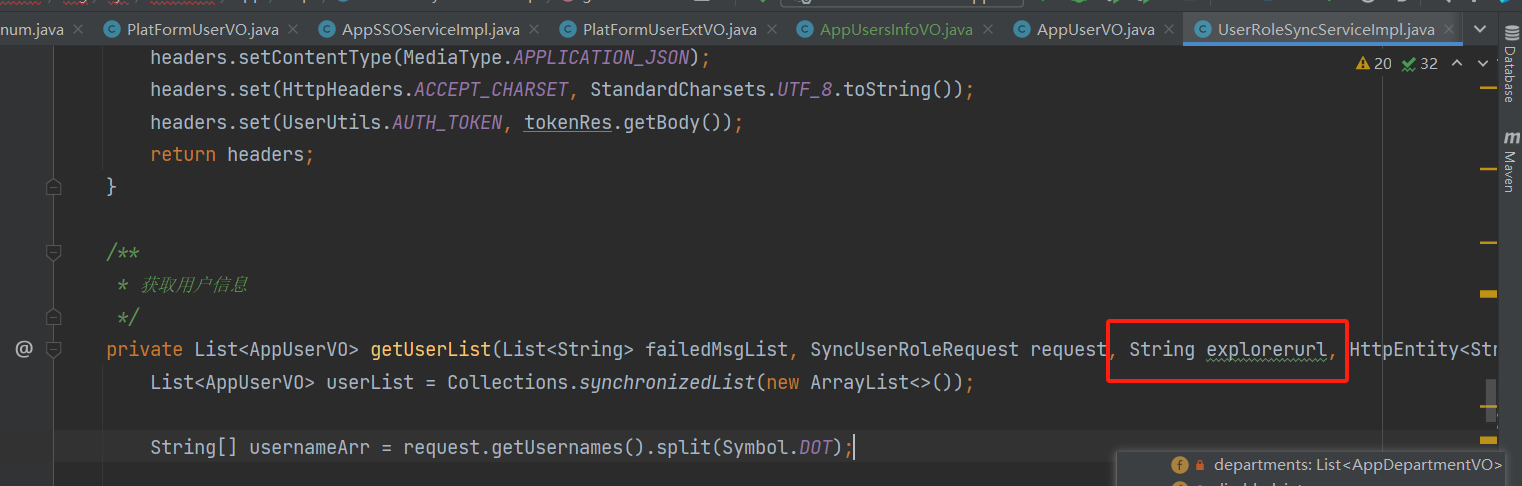 num.java
PlatFormUserVO.java
AppSSOServiceImpl.java
PlatFormUserExtVO.java
AppUsersInfoVO.java
AppUserVO.java
UserRoleSyncServiceImpl.java
headers.setContentType(MediaType.APPLICATION_JSON);
20
32
headers.set(HttpHeaders.ACCEPT_CHARSET, StandardCharsets.UTF_8.toString());
headers.set(UserUtils.AUTH_TOKEN, tokenRes.getBody());
return headers;
}
/**
* 获取用户信息
*/
@
private List<AppUserVO> getUserList(List<String> failedMsgList, SyncUserRoleRequest request, String explorerurl, HttpEntity<Str
List<AppUserVO> userList = Collections.synchronizedList(new ArrayList<>());
String[] usernameArr = request.getUsernames().split(Symbol.DOT);
f departments: List<AppDepartmentVO>
Database
m Maven